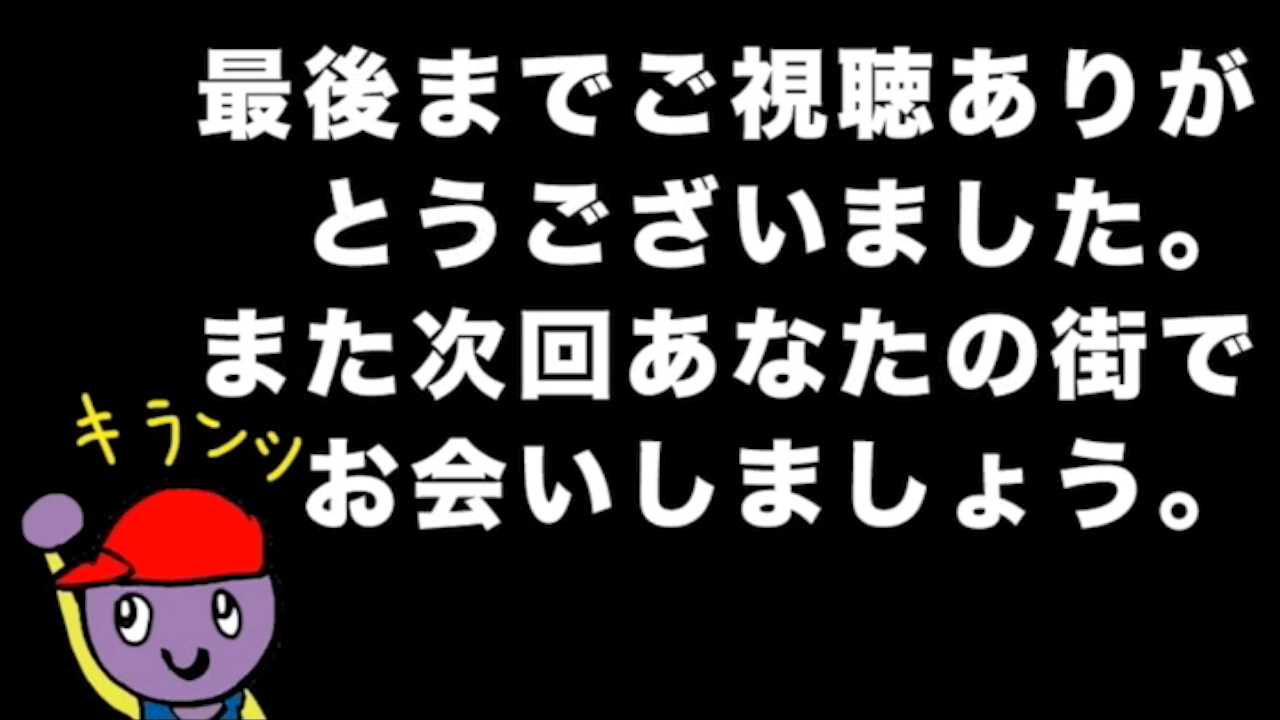 最後までご視聴ありが
とうございました。
また次回あなたの街で
お会いしましょう。
キランッ